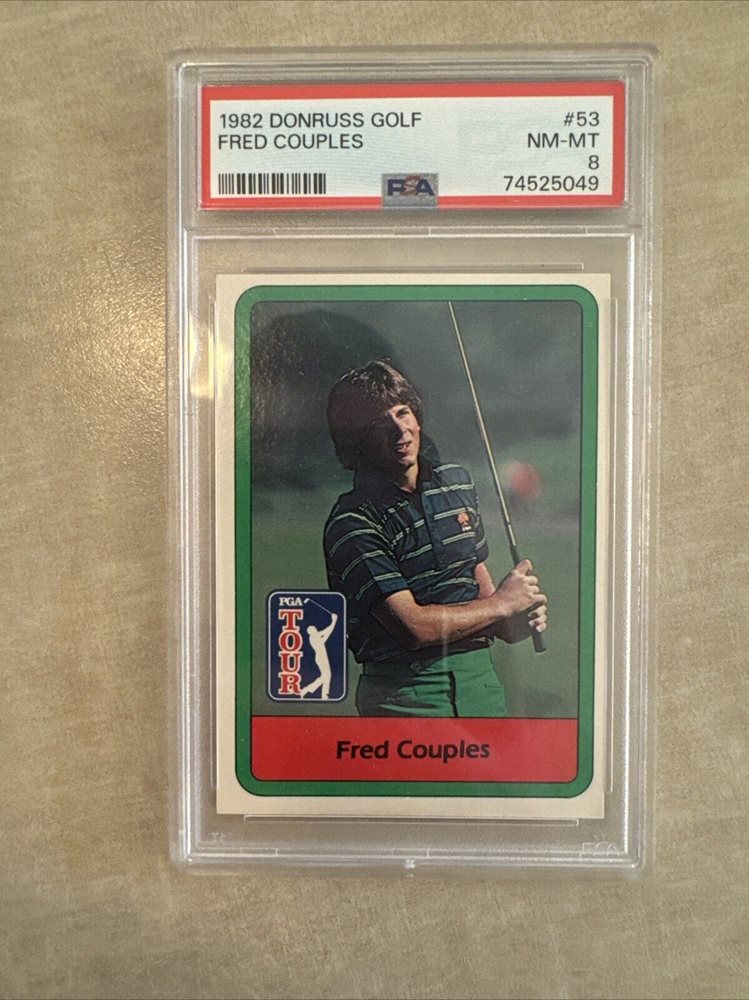 1982 DONRUSS GOLF #53
FRED COUPLES NM-MT
8
PSA 74525049
PGA
TOUR
Fred Couples